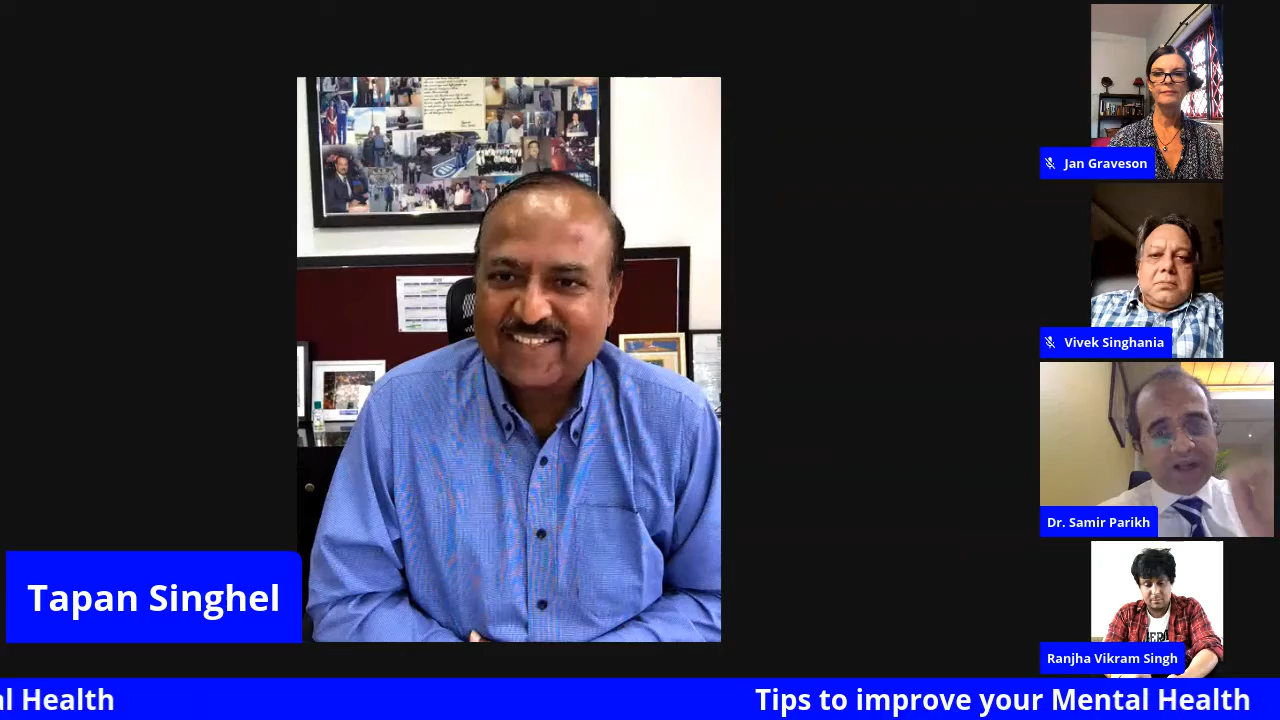 Jan Graveson
Vivek Singhania
Dr. Samir Parikh
Ranjha Vikram Singh
Tapan Singhel
al Health
Tips to improve your Mental Health